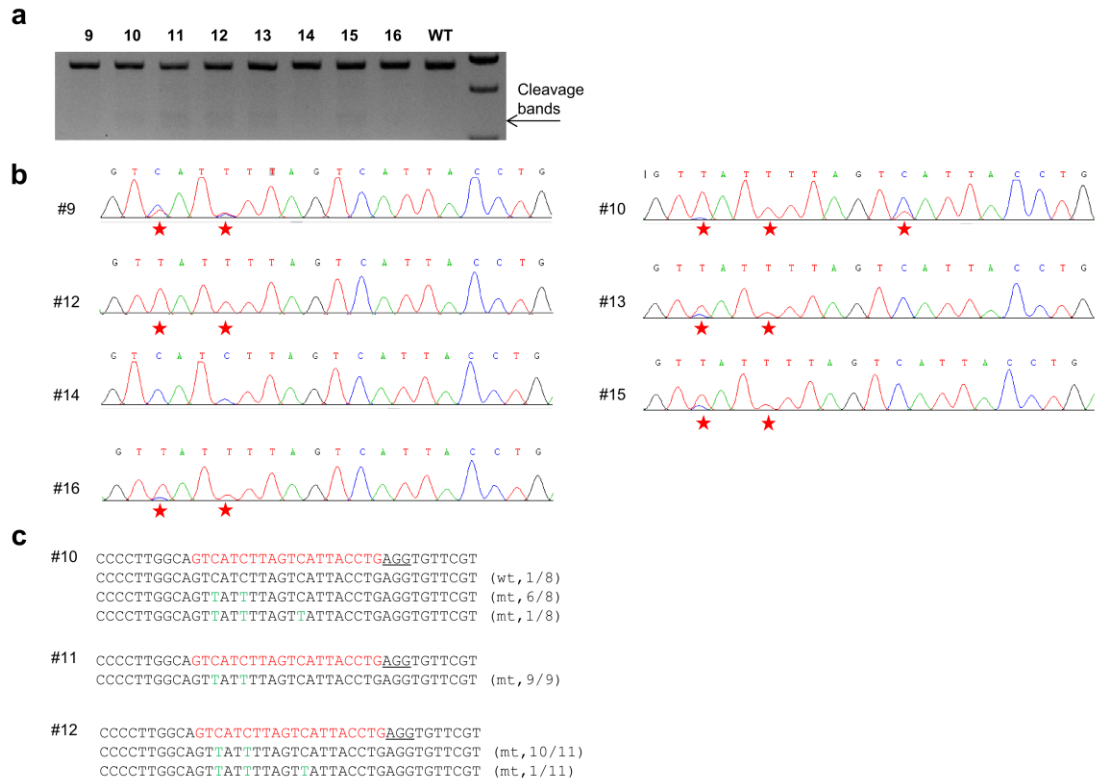 a
9 10 11 12 13 14 15 16 WT
Cleavage
bands
b
G T C A T T T T A G T C A T T A C C T G
#9
G T T A T T T T A G T C A T T A C C T G
#10
G T T A T T T T A G T C A T T A C C T G
#12
G T T A T T T T A G T C A T T A C C T G
#13
G T C A T C T T A G T C A T T A C C T G
#14
G T T A T T T T A G T C A T T A C C T G
#15
G T T A T T T T A G T C A T T A C C T G
#16
c
#10 CCCCTTGGCAGTCATCTTAGTCATTACCTGAGGTGTTCGT
CCCCTTGGCAGTCATCTTAGTCATTACCTGAGGTGTTCGT (wt,1/8)
CCCCTTGGCAGTTATTTTAGTCATTACCTGAGGTGTTCGT (mt,6/8)
CCCCTTGGCAGTTATTTTAGTTATTACCTGAGGTGTTCGT (mt,1/8)
#11 CCCCTTGGCAGTCATCTTAGTCATTACCTGAGGTGTTCGT
CCCCTTGGCAGTTATTTTAGTCATTACCTGAGGTGTTCGT (mt,9/9)
#12 CCCCTTGGCAGTCATCTTAGTCATTACCTGAGGTGTTCGT
CCCCTTGGCAGTTATTTTAGTCATTACCTGAGGTGTTCGT (mt,10/11)
CCCCTTGGCAGTTATTTTAGTTATTACCTGAGGTGTTCGT (mt,1/11)